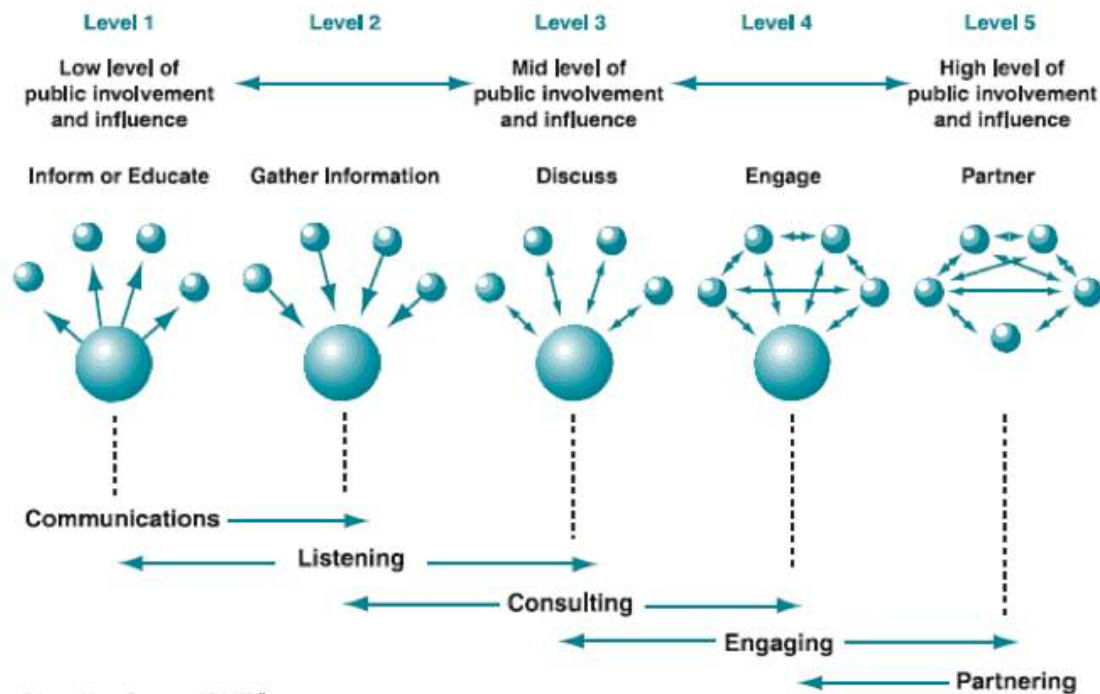 Level 1 Level 2 Level 3 Level 4 Level 5
Low level of
public involvement
and influence
Mid level of
public involvement
and influence
High level of
public involvement
and influence
Inform or Educate Gather Information Discuss Engage Partner
Communications
Listening
Consulting
Engaging
Partnering